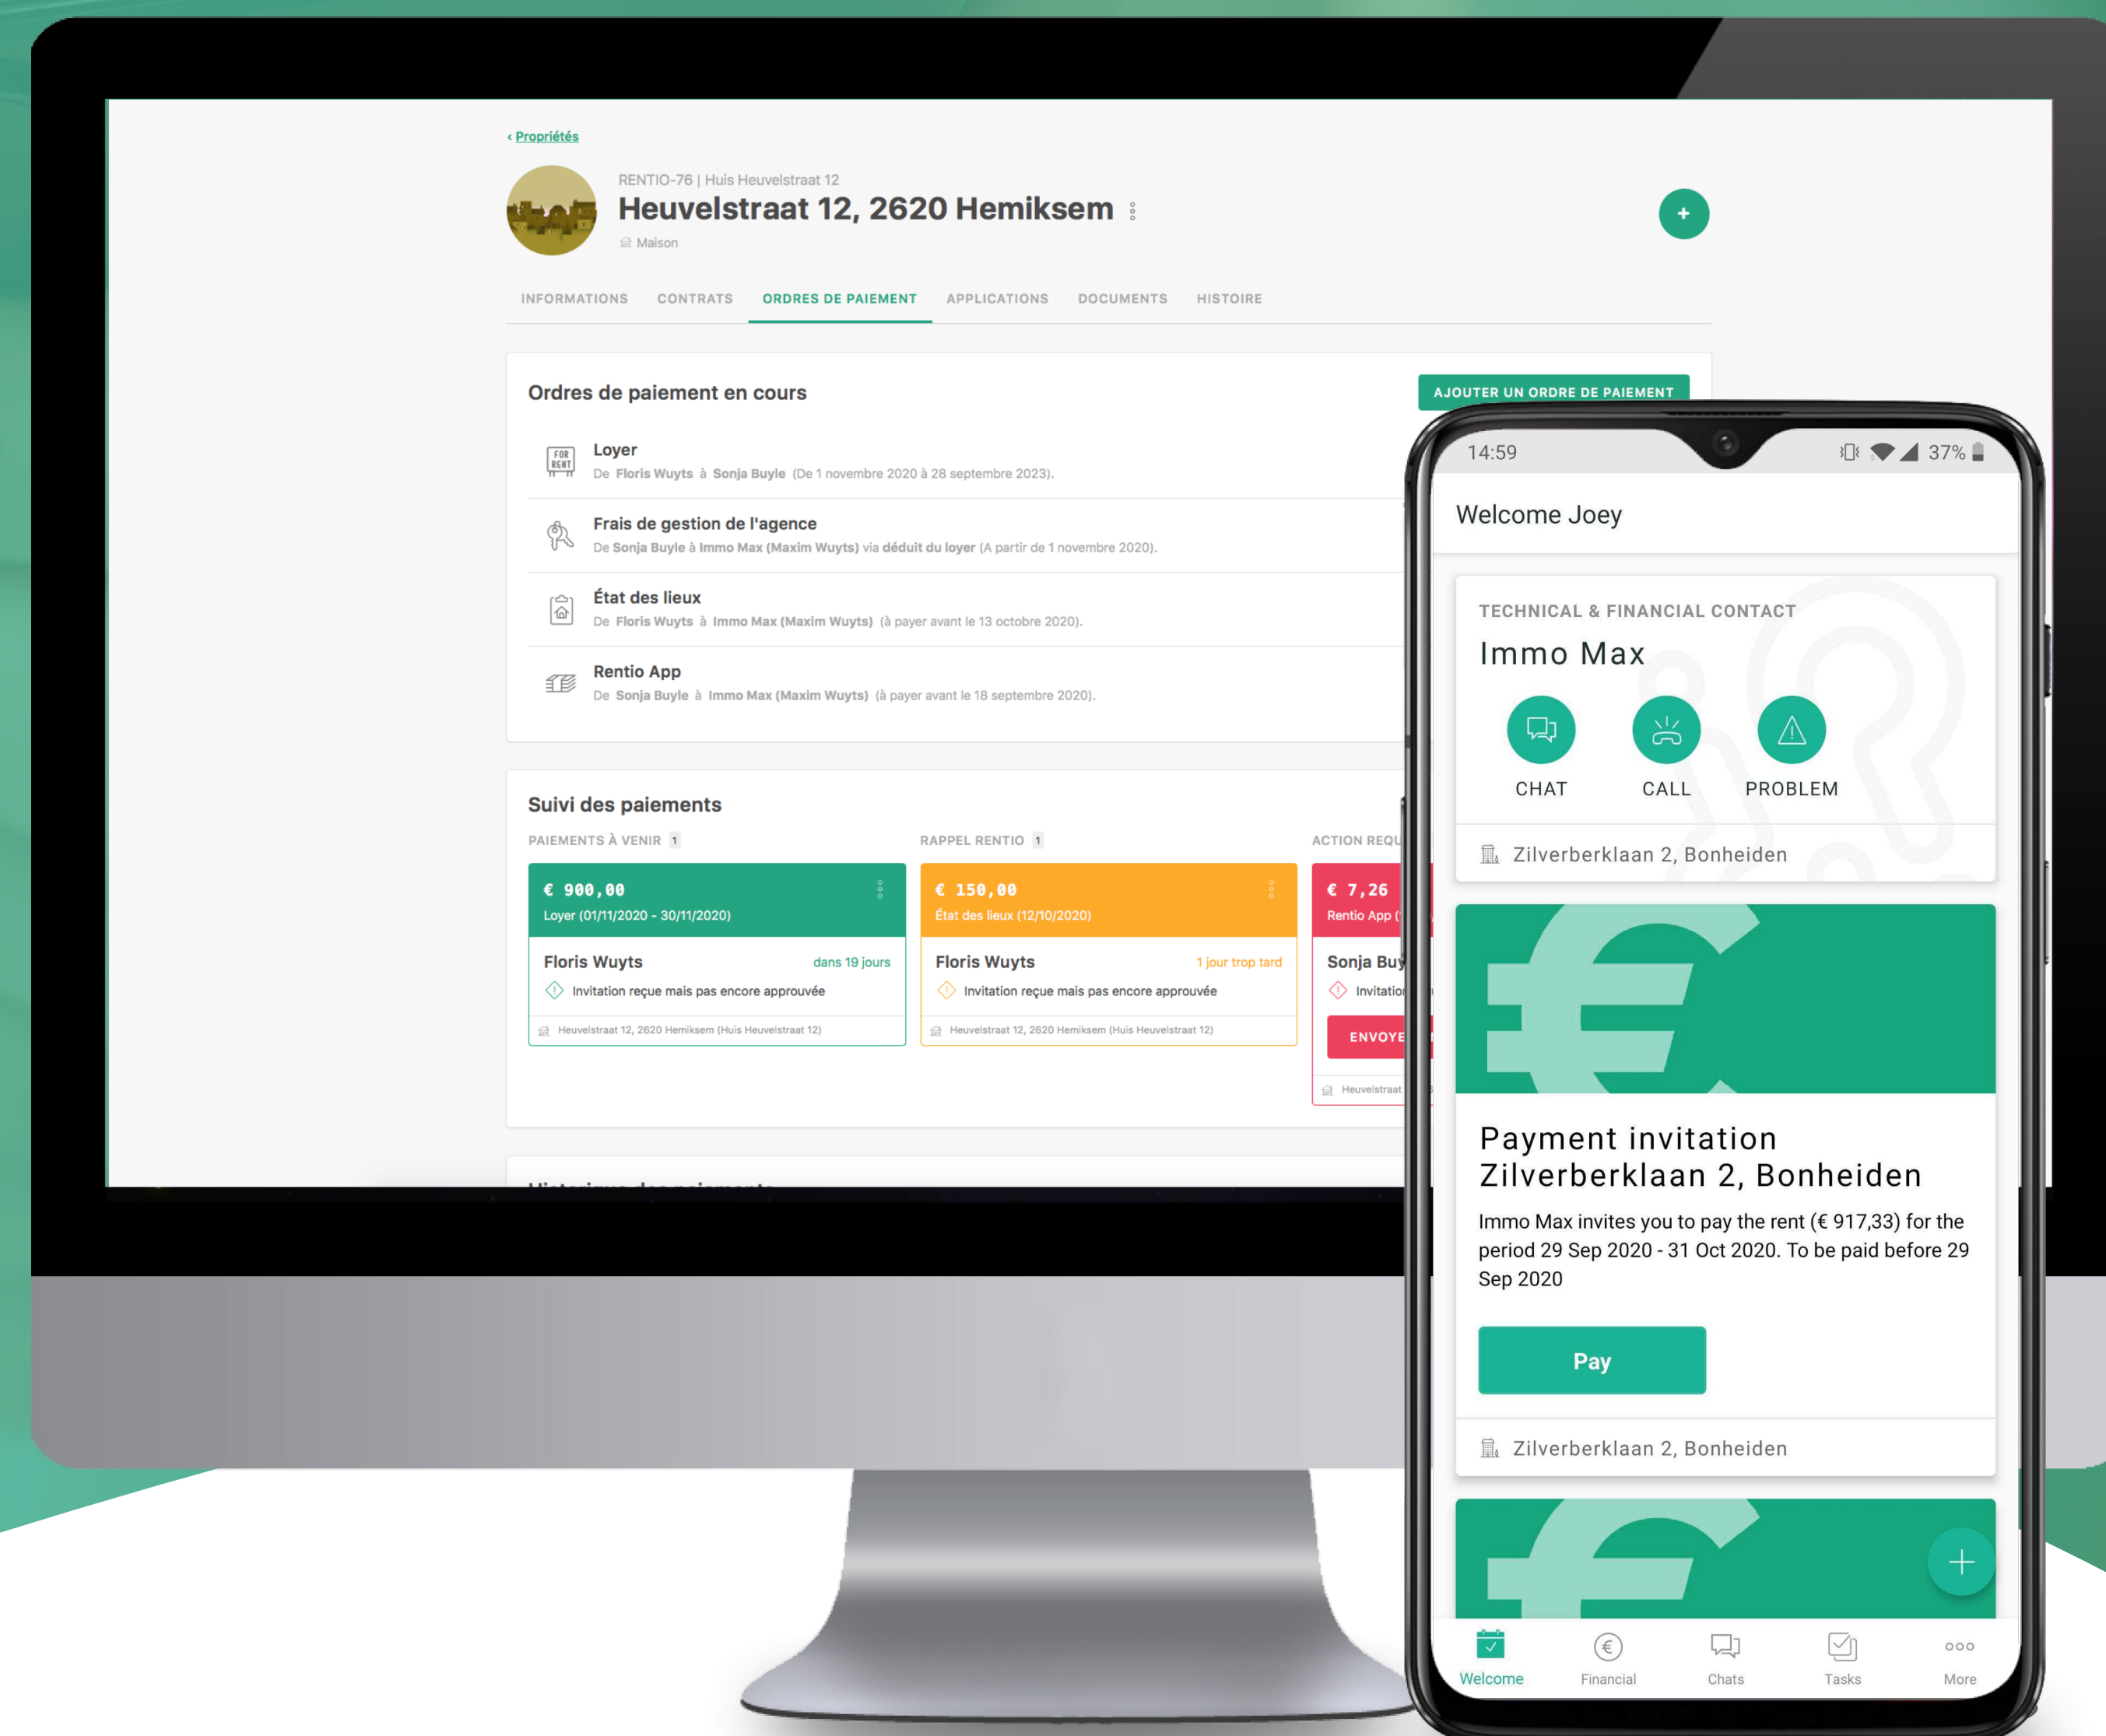 ‹ Propriétés
RENTIO-76 | Huis Heuvelstraat 12
Heuvelstraat 12, 2620 Hemiksem
Maison
+
INFORMATIONS CONTRATS ORDRES DE PAIEMENT APPLICATIONS DOCUMENTS HISTOIRE
Ordres de paiement en cours
AJOUTER UN ORDRE DE PAIEMENT
FOR
RENT
Loyer
De Floris Wuyts à Sonja Buyle (De 1 novembre 2020 à 28 septembre 2023).
Frais de gestion de l'agence
De Sonja Buyle à Immo Max (Maxim Wuyts) via déduit du loyer (A partir de 1 novembre 2020).
État des lieux
De Floris Wuyts à Immo Max (Maxim Wuyts) (à payer avant le 13 octobre 2020).
Rentio App
De Sonja Buyle à Immo Max (Maxim Wuyts) (à payer avant le 18 septembre 2020).
Suivi des paiements
PAIEMENTS À VENIR 1
€ 900,00
Loyer (01/11/2020 - 30/11/2020)
Floris Wuyts dans 19 jours
Invitation reçue mais pas encore approuvée
Heuvelstraat 12, 2620 Hemiksem (Huis Heuvelstraat 12)
RAPPEL RENTIO 1
€ 150,00
État des lieux (12/10/2020)
Floris Wuyts 1 jour trop tard
Invitation reçue mais pas encore approuvée
Heuvelstraat 12, 2620 Hemiksem (Huis Heuvelstraat 12)
ACTION
€ 7,26
Rentio App
Sonja
Heuvelstraat
14:59 37%
Welcome Joey
TECHNICAL & FINANCIAL CONTACT
Immo Max
CHAT CALL PROBLEM
Zilverberklaan 2, Bonheiden
€
Payment invitation
Zilverberklaan 2, Bonheiden
Immo Max invites you to pay the rent (€ 917,33) for the
period 29 Sep 2020 - 31 Oct 2020. To be paid before 29
Sep 2020
Pay
Zilverberklaan 2, Bonheiden
€
+
Welcome Financial Chats Tasks More